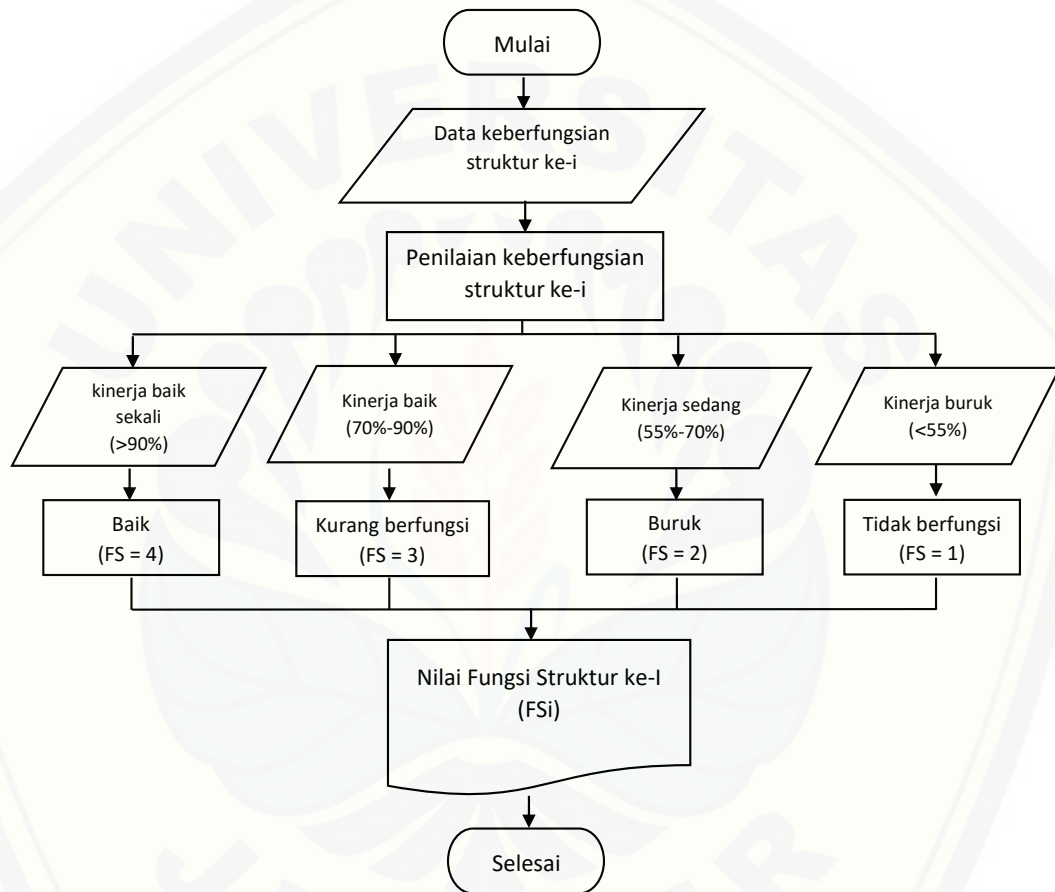 Mulai
Data keberfungsian
struktur ke-i
Penilaian keberfungsian
struktur ke-i
kinerja baik
sekali
(>90%)
Kinerja baik
(70%-90%)
Kinerja sedang
(55%-70%)
Kinerja buruk
(<55%)
Baik
(FS = 4)
Kurang berfungsi
(FS = 3)
Buruk
(FS = 2)
Tidak berfungsi
(FS = 1)
Nilai Fungsi Struktur ke-I
(FSi)
Selesai
UNIVERSITAS